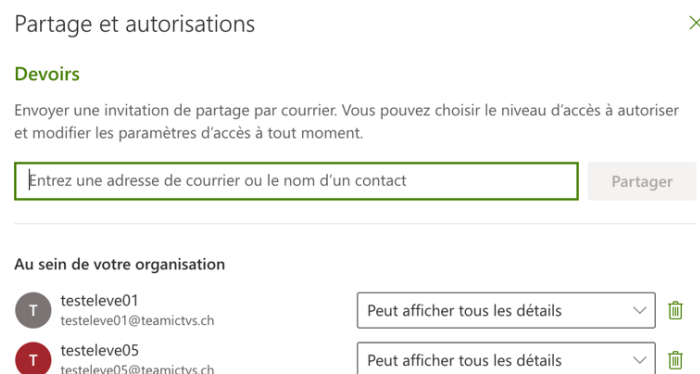 Partage et autorisations
Devoirs
Envoyer une invitation de partage par courrier. Vous pouvez choisir le niveau d'accès à autoriser
et modifier les paramètres d'accès à tout moment.
Entrez une adresse de courrier ou le nom d'un contact
Partager
Au sein de votre organisation
T
testeleve01
Peut afficher tous les détails
testeleve01@teamictvs.ch
T
testeleve05
Peut afficher tous les détails
testeleve05@teamictvs.ch